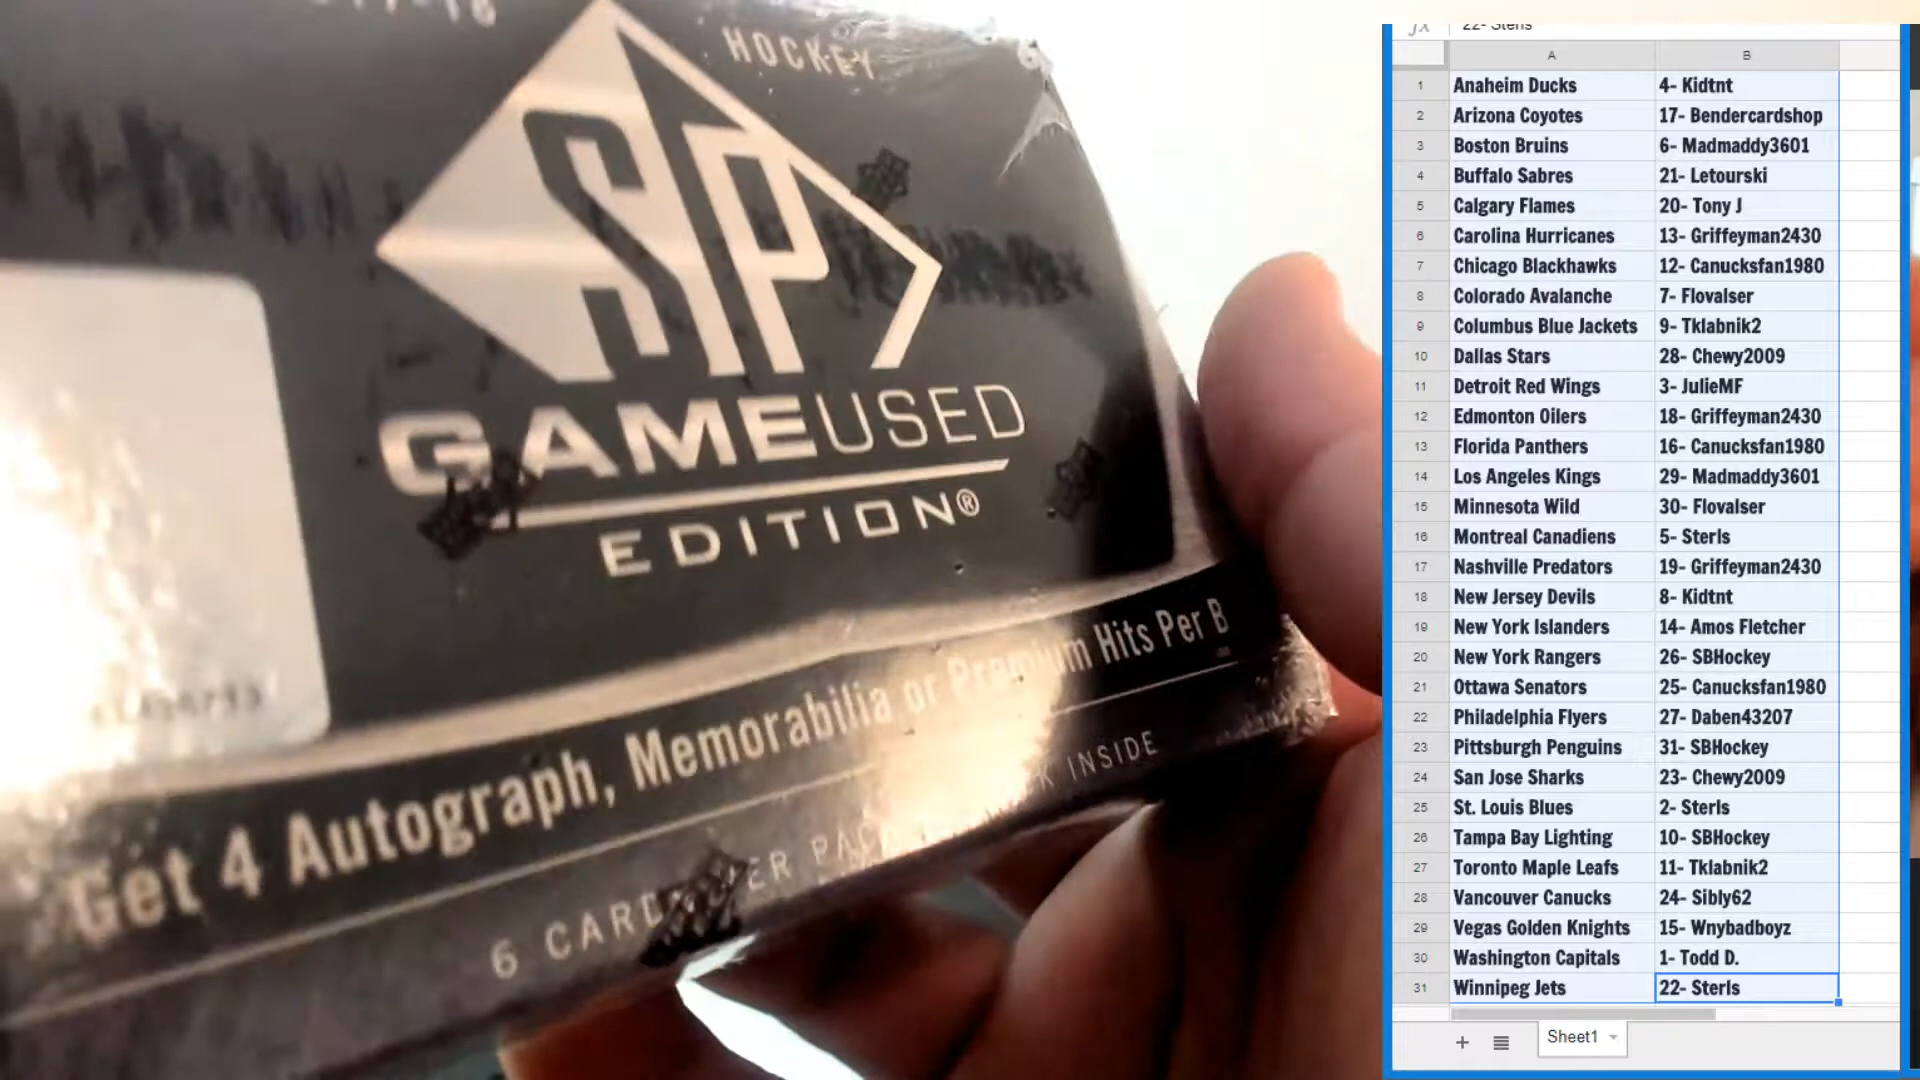 HOCKEY
SP
GAMEUSED
EDITION®
Get 4 Autograph, Memorabilia or Premium Hits Per B
6 CARDS PER PACK
INSIDE
22- Sterls
A B
1 Anaheim Ducks 4- Kidtnt
2 Arizona Coyotes 17- Bendercardshop
3 Boston Bruins 6- Madmaddy3601
4 Buffalo Sabres 21- Letourski
5 Calgary Flames 20- Tony J
6 Carolina Hurricanes 13- Griffeyman2430
7 Chicago Blackhawks 12- Canucksfan1980
8 Colorado Avalanche 7- Flovalser
9 Columbus Blue Jackets 9- Tklabnik2
10 Dallas Stars 28- Chewy2009
11 Detroit Red Wings 3- JulieMF
12 Edmonton Oilers 18- Griffeyman2430
13 Florida Panthers 16- Canucksfan1980
14 Los Angeles Kings 29- Madmaddy3601
15 Minnesota Wild 30- Flovalser
16 Montreal Canadiens 5- Sterls
17 Nashville Predators 19- Griffeyman2430
18 New Jersey Devils 8- Kidtnt
19 New York Islanders 14- Amos Fletcher
20 New York Rangers 26- SBHockey
21 Ottawa Senators 25- Canucksfan1980
22 Philadelphia Flyers 27- Daben43207
23 Pittsburgh Penguins 31- SBHockey
24 San Jose Sharks 23- Chewy2009
25 St. Louis Blues 2- Sterls
26 Tampa Bay Lighting 10- SBHockey
27 Toronto Maple Leafs 11- Tklabnik2
28 Vancouver Canucks 24- Sibly62
29 Vegas Golden Knights 15- Wnybadboyz
30 Washington Capitals 1- Todd D.
31 Winnipeg Jets 22- Sterls
Sheet1